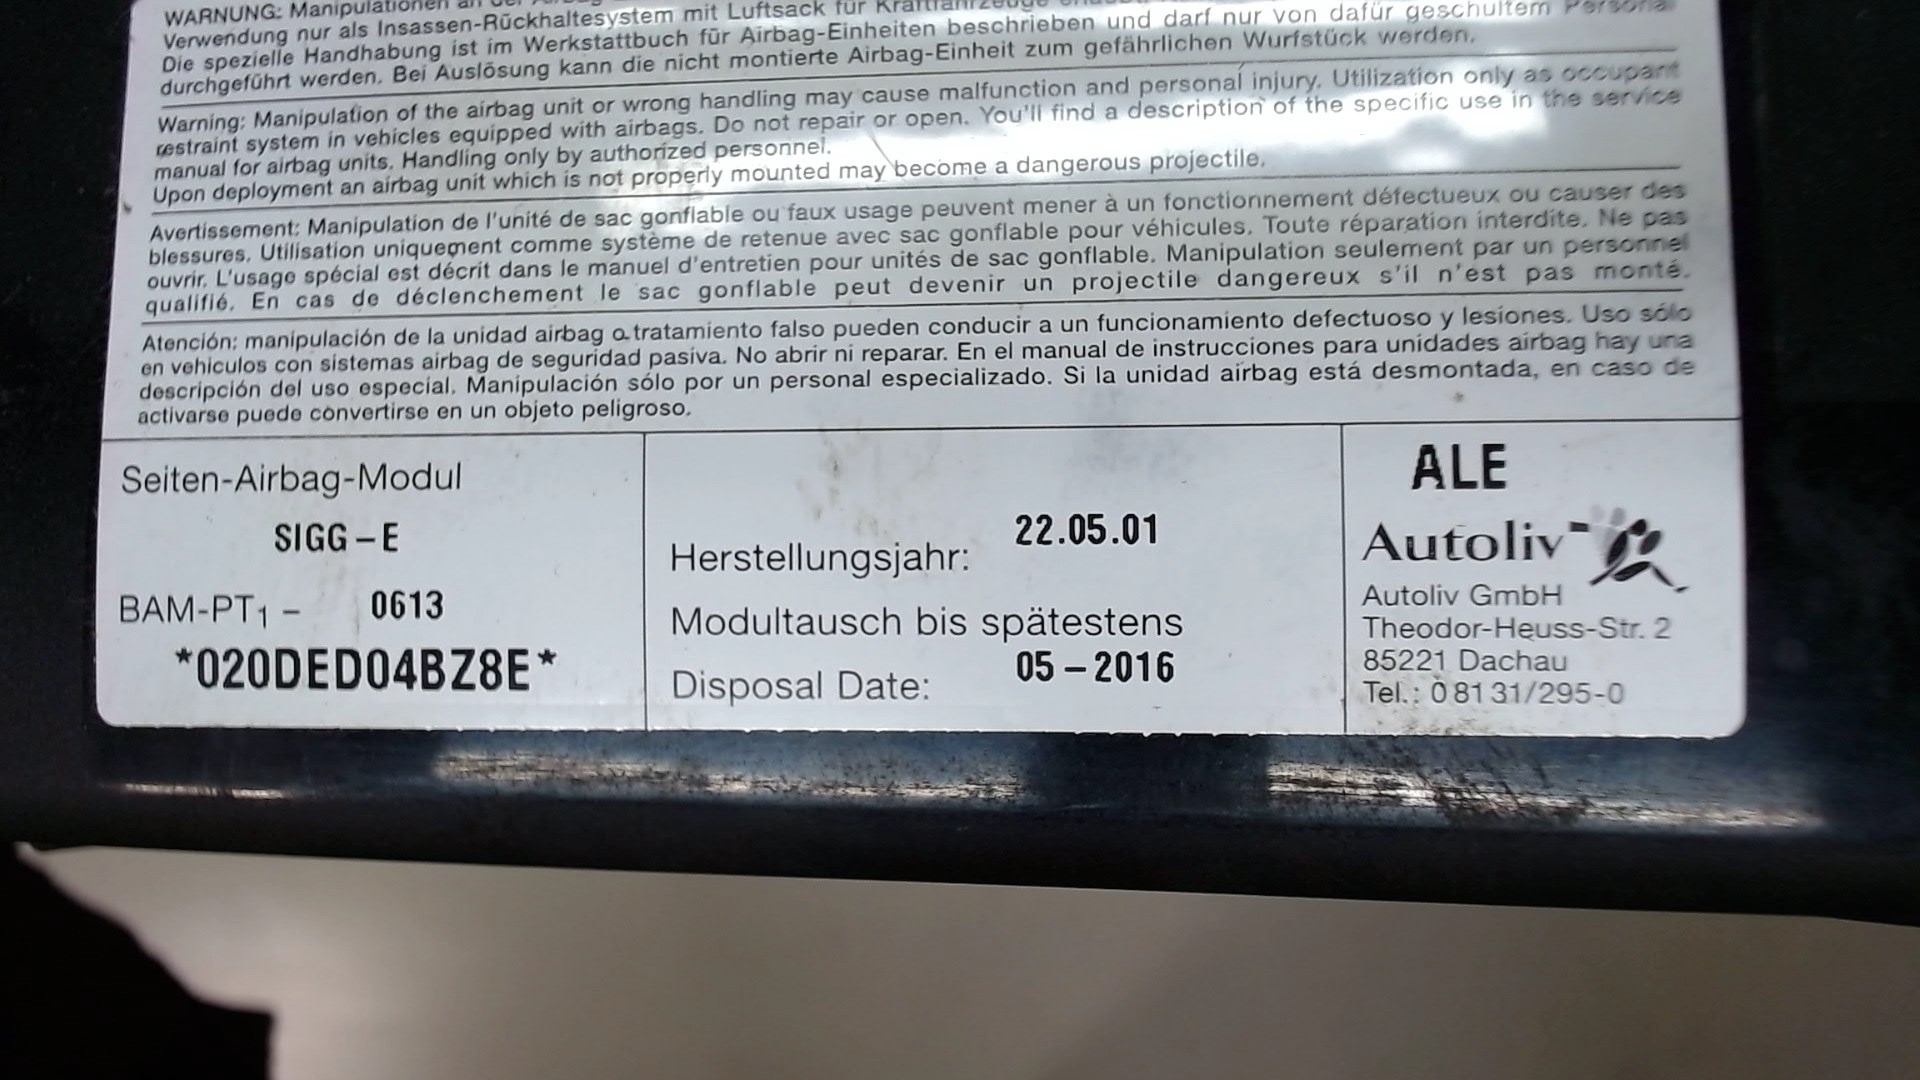 WARNUNG: Manipulationen an der Airbag
Verwendung nur als Insassen-Rückhaltesystem mit Luftsack für Kraftfahrzeuge
Die spezielle Handhabung ist im Werkstattbuch für Airbag-Einheiten beschrieben und darf nur von dafür geschultem Personal
durchgeführt werden. Bei Auslösung kann die nicht montierte Airbag-Einheit zum gefährlichen Wurfstück werden.
Warning: Manipulation of the airbag unit or wrong handling may cause malfunction and personal injury. Utilization only as occupant
restraint system in vehicles equipped with airbags. Do not repair or open. You'll find a description of the specific use in the service
manual for airbag units. Handling only by authorized personnel.
Upon deployment an airbag unit which is not properly mounted may become a dangerous projectile.
Avertissement: Manipulation de l'unité de sac gonflable ou faux usage peuvent mener à un fonctionnement défectueux ou causer des
blessures. Utilisation uniquement comme système de retenue avec sac gonflable pour véhicules. Toute réparation interdite. Ne pas
ouvrir. L'usage spécial est décrit dans le manuel d'entretien pour unités de sac gonflable. Manipulation seulement par un personnel
qualifié. En cas de déclenchement le sac gonflable peut devenir un projectile dangereux s'il n'est pas monté.
Atención: manipulación de la unidad airbag o tratamiento falso pueden conducir a un funcionamiento defectuoso y lesiones. Uso sólo
en vehiculos con sistemas airbag de seguridad pasiva. No abrir ni reparar. En el manual de instrucciones para unidades airbag hay una
descripción del uso especial. Manipulación sólo por un personal especializado. Si la unidad airbag está desmontada, en caso de
activarse puede convertirse en un objeto peligroso.
Seiten-Airbag-Modul
SIGG-E
BAM-PT1 - 0613
*020DED04BZ8E*
Herstellungsjahr: 22.05.01
Modultausch bis spätestens
Disposal Date: 05-2016
ALE
Autoliv
Autoliv GmbH
Theodor-Heuss-Str. 2
85221 Dachau
Tel.: 0 81 31/295-0